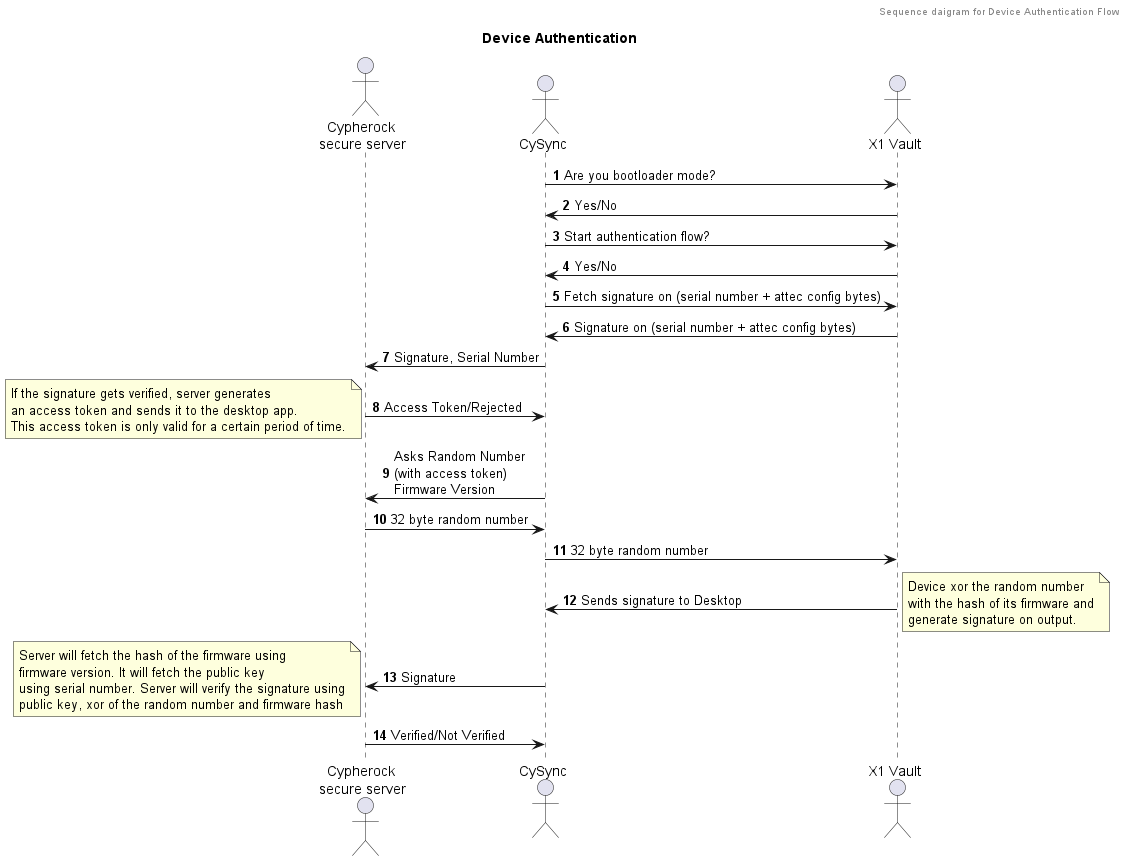 Sequence daigram for Device Authentication Flow
Device Authentication
Cypherock
secure server
CySync
X1 Vault
1 Are you bootloader mode?
2 Yes/No
3 Start authentication flow?
4 Yes/No
5 Fetch signature on (serial number + attec config bytes)
6 Signature on (serial number + attec config bytes)
7 Signature, Serial Number
If the signature gets verified, server generates
an access token and sends it to the desktop app.
This access token is only valid for a certain period of time.
8 Access Token/Rejected
Asks Random Number
9 (with access token)
Firmware Version
10 32 byte random number
11 32 byte random number
Device xor the random number
with the hash of its firmware and
generate signature on output.
12 Sends signature to Desktop
Server will fetch the hash of the firmware using
firmware version. It will fetch the public key
using serial number. Server will verify the signature using
public key, xor of the random number and firmware hash
13 Signature
14 Verified/Not Verified
Cypherock
secure server
CySync
X1 Vault